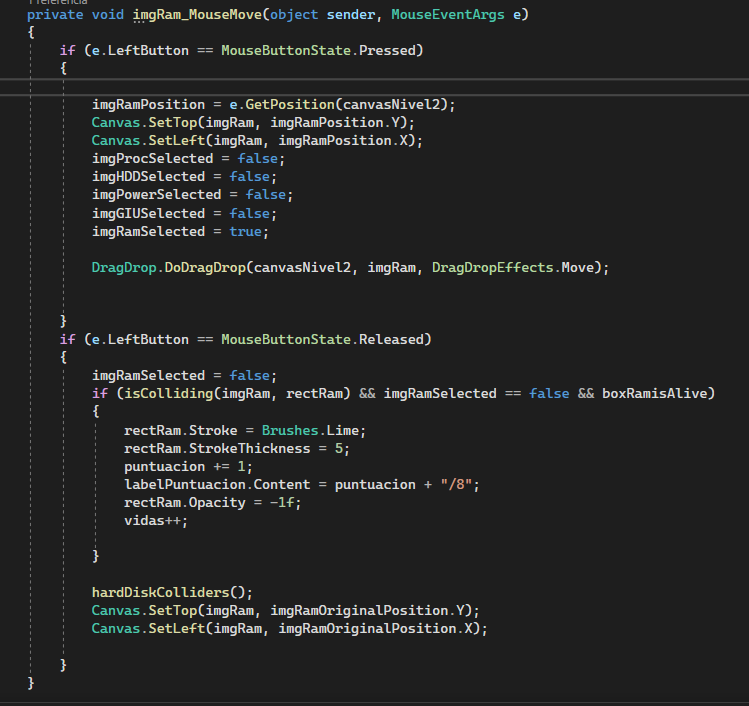 1 referencia
private void imgRam_MouseMove(object sender, MouseEventArgs e)
{
if (e.LeftButton == MouseButtonState.Pressed)
{
imgRamPosition = e.GetPosition(canvasNivel2);
Canvas.SetTop(imgRam, imgRamPosition.Y);
Canvas.SetLeft(imgRam, imgRamPosition.X);
imgProcSelected = false;
imgHDDSelected = false;
imgPowerSelected = false;
imgGIUSelected = false;
imgRamSelected = true;
DragDrop.DoDragDrop(canvasNivel2, imgRam, DragDropEffects.Move);
}
if (e.LeftButton == MouseButtonState.Released)
{
imgRamSelected = false;
if (isColliding(imgRam, rectRam) && imgRamSelected == false && boxRamisAlive)
{
rectRam.Stroke = Brushes.Lime;
rectRam.StrokeThickness = 5;
puntuacion += 1;
labelPuntuacion.Content = puntuacion + "/8";
rectRam.Opacity = -1f;
vidas++;
}
hardDiskColliders();
Canvas.SetTop(imgRam, imgRamOriginalPosition.Y);
Canvas.SetLeft(imgRam, imgRamOriginalPosition.X);
}
}